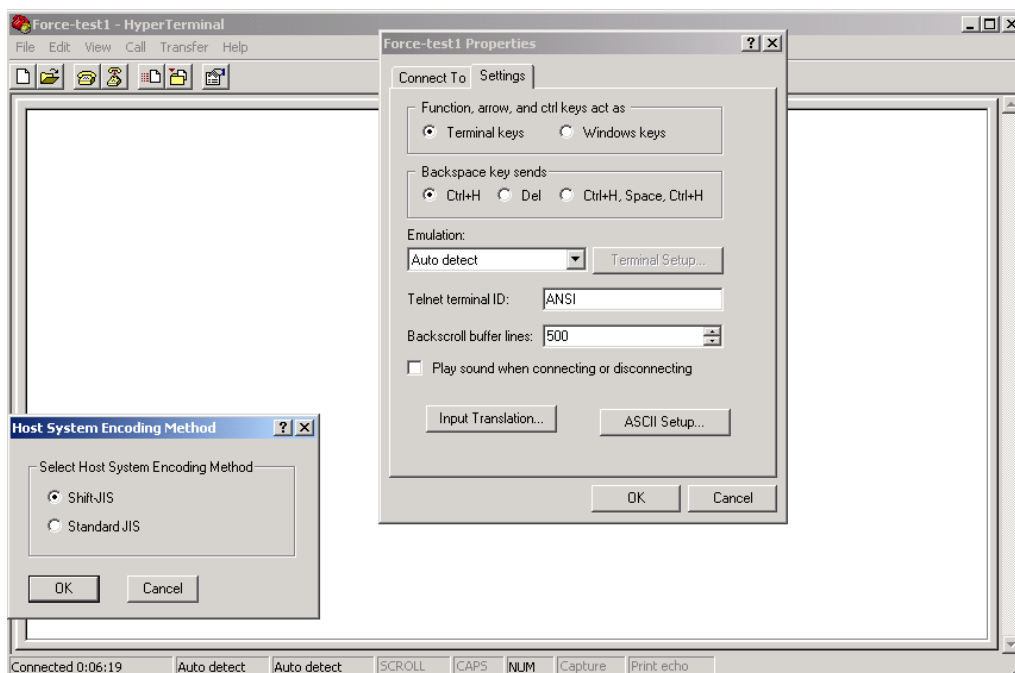 Force-test1 - HyperTerminal
File Edit View Call Transfer Help
Force-test1 Properties
Connect To Settings
Function, arrow, and ctrl keys act as
Terminal keys Windows keys
Backspace key sends
Ctrl+H Del Ctrl+H, Space, Ctrl+H
Emulation:
Auto detect Terminal Setup...
Telnet terminal ID: ANSI
Backscroll buffer lines: 500
Play sound when connecting or disconnecting
Input Translation... ASCII Setup...
OK Cancel
Host System Encoding Method
Select Host System Encoding Method
Shift-JIS
Standard JIS
OK Cancel
Connected 0:06:19 Auto detect Auto detect SCROLL CAPS NUM Capture Print echo